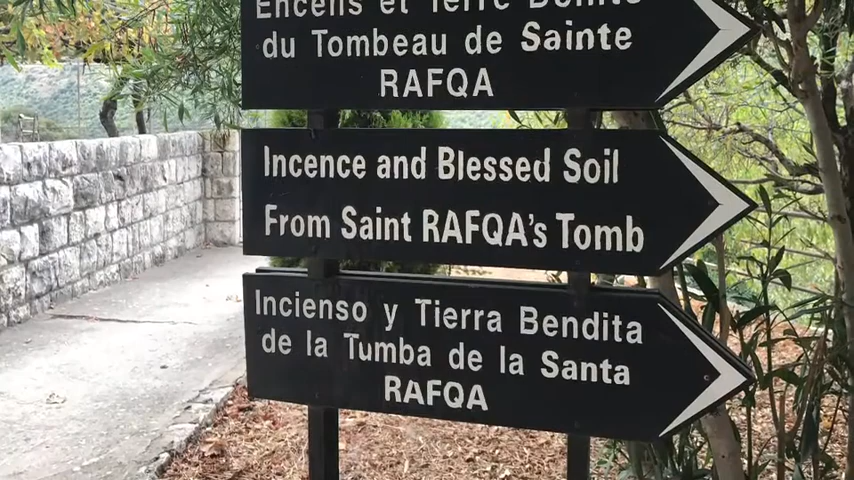 Encens et Terre Bénite
du Tombeau de Sainte
RAFQA
Incence and Blessed Soil
From Saint RAFQA's Tomb
Incienso y Tierra Bendita
de la Tumba de la Santa
RAFQA